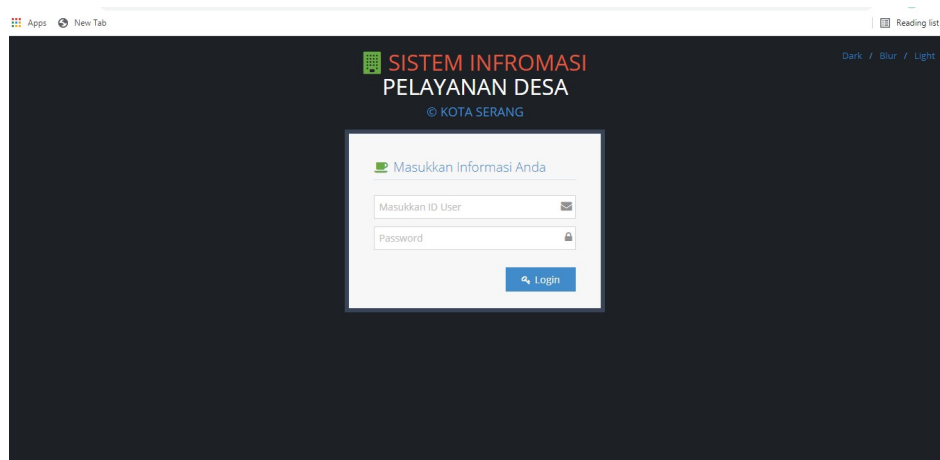 Apps New Tab Reading list
Dark / Blur / Light
SISTEM INFROMASI
PELAYANAN DESA
© KOTA SERANG
Masukkan Informasi Anda
Masukkan ID User
Password
Login